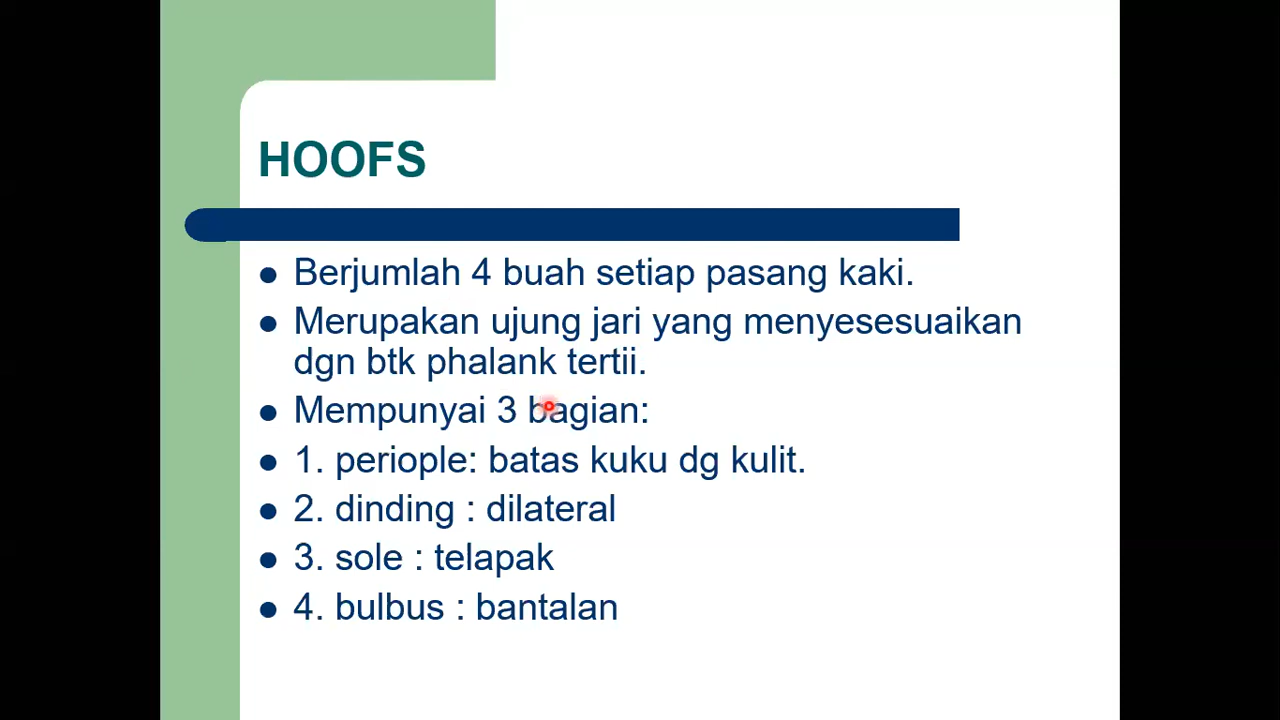 HOOFS
● Berjumlah 4 buah setiap pasang kaki.
● Merupakan ujung jari yang menyesesuaikan
dgn btk phalank tertii.
● Mempunyai 3 bagian:
● 1. periople: batas kuku dg kulit.
● 2. dinding : dilateral
● 3. sole : telapak
● 4. bulbus : bantalan